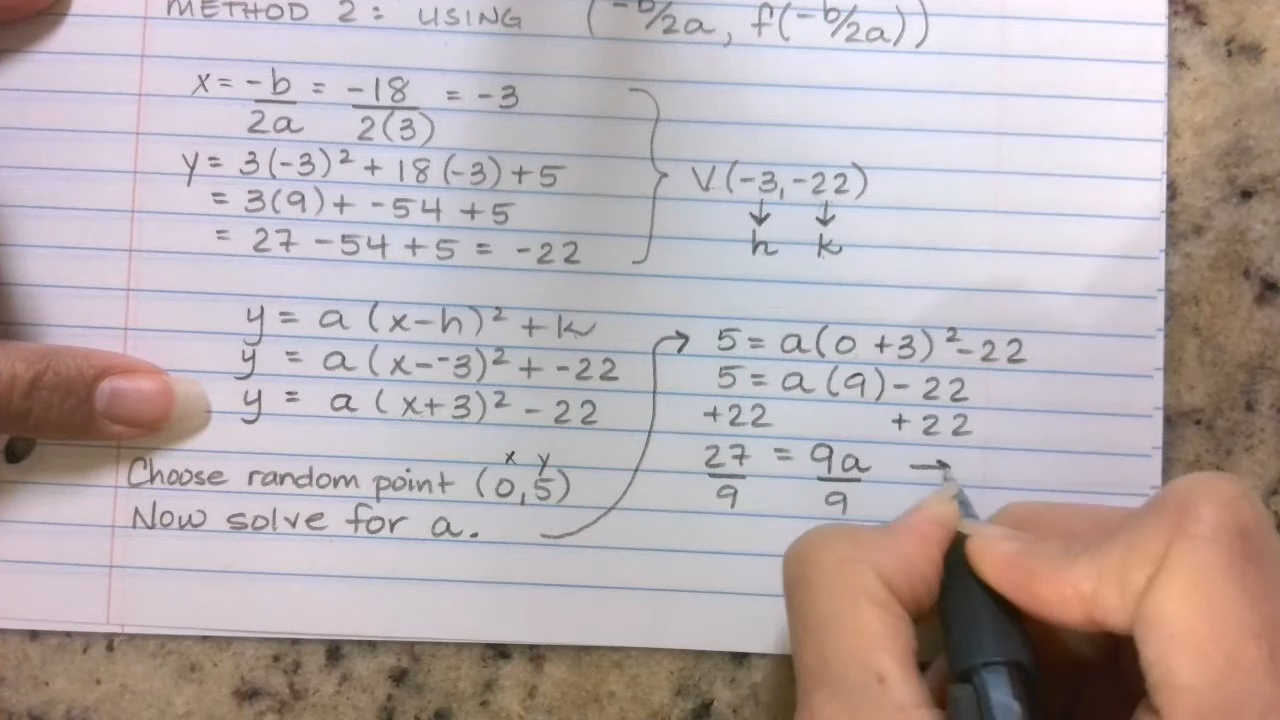 METHOD 2: USING (-b/2a, f(-b/2a))
x = -b/2a = -18/2(3) = -3
y = 3(-3)² + 18(-3) + 5
= 3(9) + -54 + 5
= 27 - 54 + 5 = -22
V(-3,-22)
↓ ↓
h k
y = a(x-h)² + k
y = a(x--3)² + -22
y = a(x+3)² - 22
x y
Choose random point (0,5)
Now solve for a.
→ 5 = a(0+3)² - 22
5 = a(9) - 22
+22 +22
27/9 = 9a/9 →